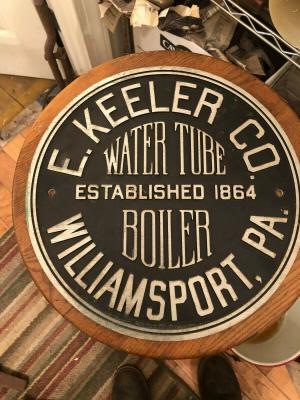 E. KEELER CO.
WATER TUBE
ESTABLISHED 1864
BOILER
WILLIAMSPORT, PA.